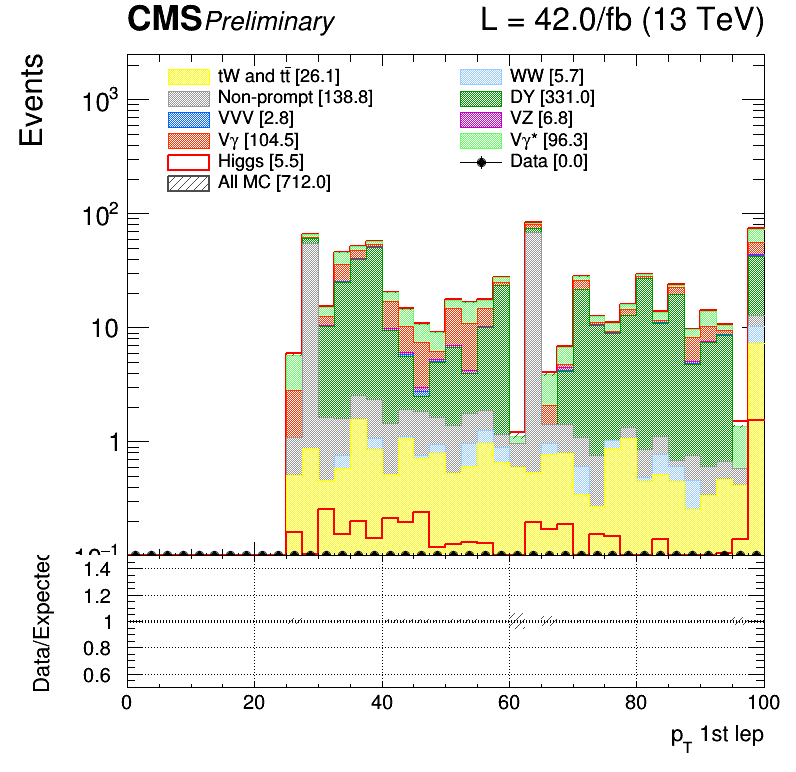 CMS Preliminary L = 42.0/fb (13 TeV)
Events
tW and tt̄ [26.1] WW [5.7]
Non-prompt [138.8] DY [331.0]
VVV [2.8] VZ [6.8]
Vγ [104.5] Vγ* [96.3]
Higgs [5.5] Data [0.0]
All MC [712.0]
10³
10²
10
1
10⁻¹
Data/Expected
1.4
1.2
1
0.8
0.6
0 20 40 60 80 100
p_T 1st lep